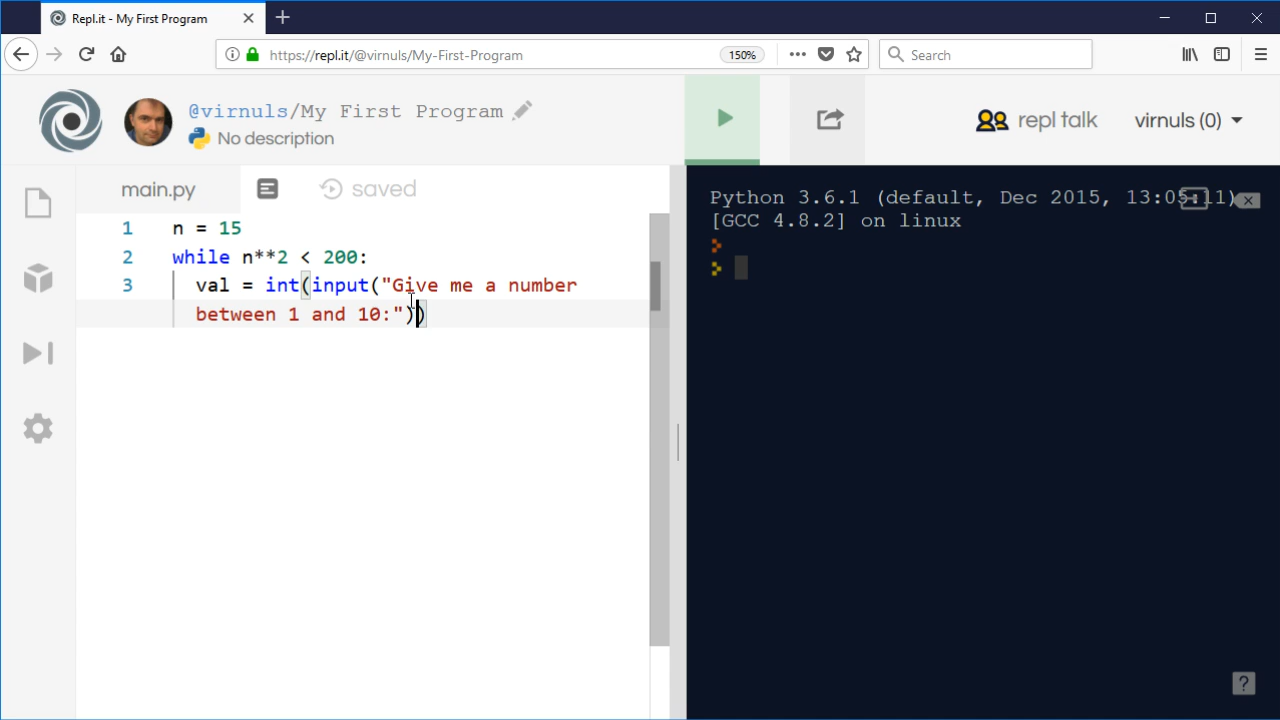 Repl.it - My First Program
https://repl.it/@virnuls/My-First-Program
150%
Search
@virnuls/My First Program
No description
repl talk
virnuls (0)
main.py
saved
1 n = 15
2 while n**2 < 200:
3 val = int(input("Give me a number
between 1 and 10:"))
Python 3.6.1 (default, Dec 2015, 13:05:11)
[GCC 4.8.2] on linux
?